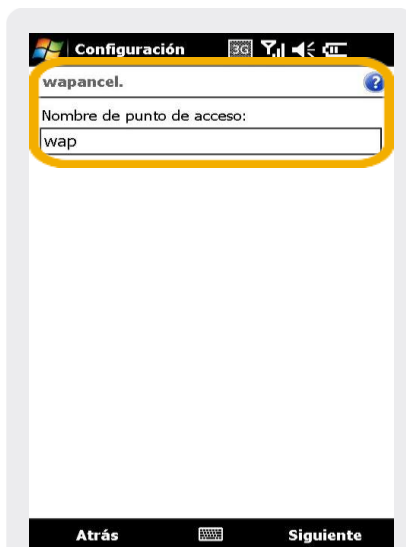 Configuración 3G
wapancel.
Nombre de punto de acceso:
wap
Atrás Siguiente